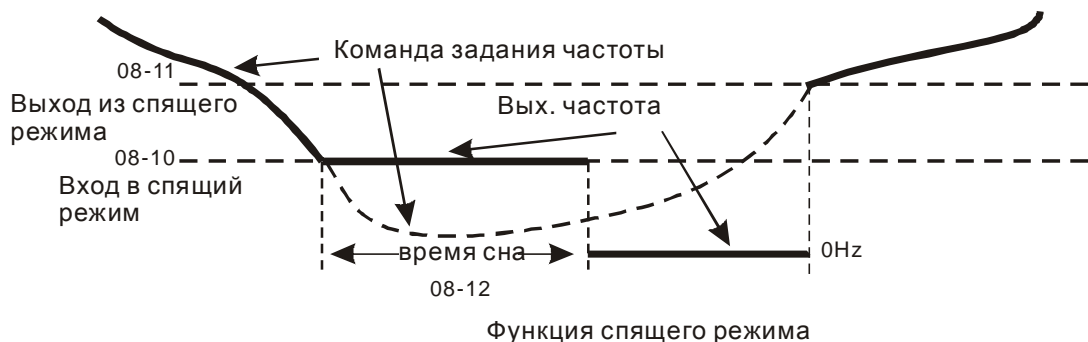 Команда задания частоты
08-11
Выход из спящего
режима
Вых. частота
08-10
Вход в спящий
режим
время сна
0Hz
08-12
Функция спящего режима